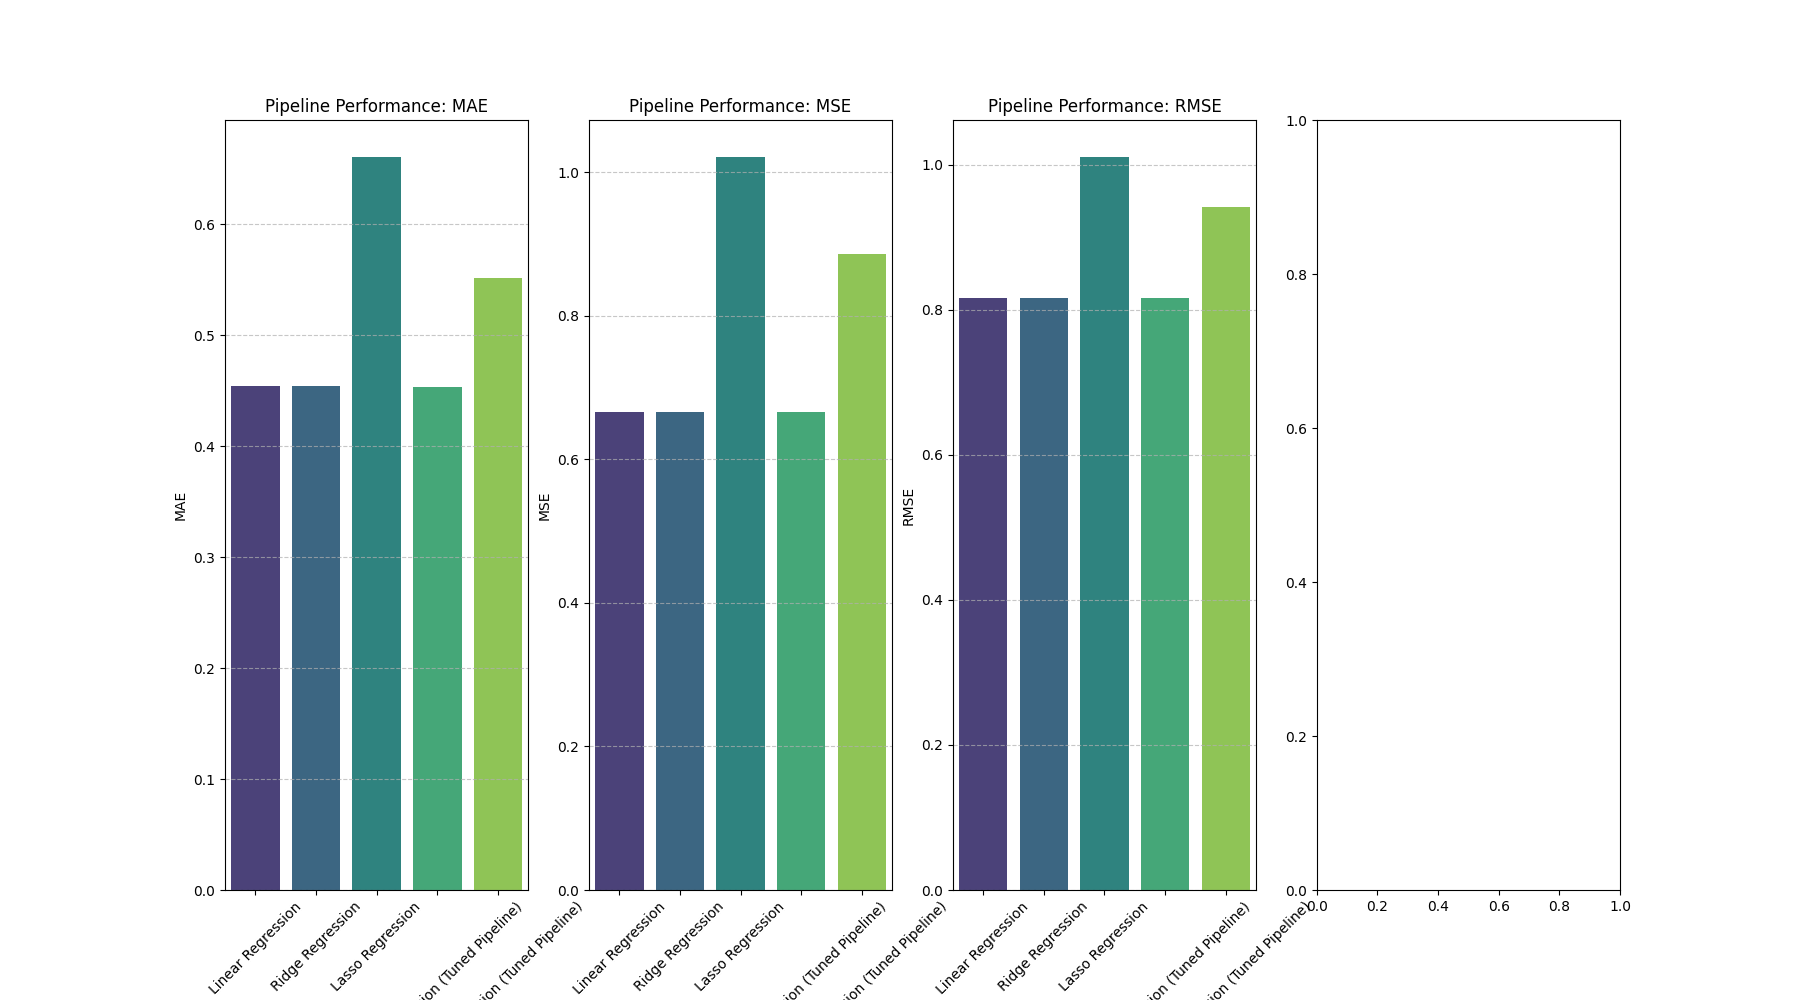 Pipeline Performance: MAE
0.6
0.5
0.4
0.3
0.2
0.1
0.0
MAE
Linear Regression
Ridge Regression
Lasso Regression
(Tuned Pipeline)
(Tuned Pipeline)
Pipeline Performance: MSE
1.0
0.8
0.6
0.4
0.2
0.0
MSE
Linear Regression
Ridge Regression
Lasso Regression
(Tuned Pipeline)
(Tuned Pipeline)
Pipeline Performance: RMSE
1.0
0.8
0.6
0.4
0.2
0.0
RMSE
Linear Regression
Ridge Regression
Lasso Regression
(Tuned Pipeline)
(Tuned Pipeline)
1.0
0.8
0.6
0.4
0.2
0.0
0.0 0.2 0.4 0.6 0.8 1.0